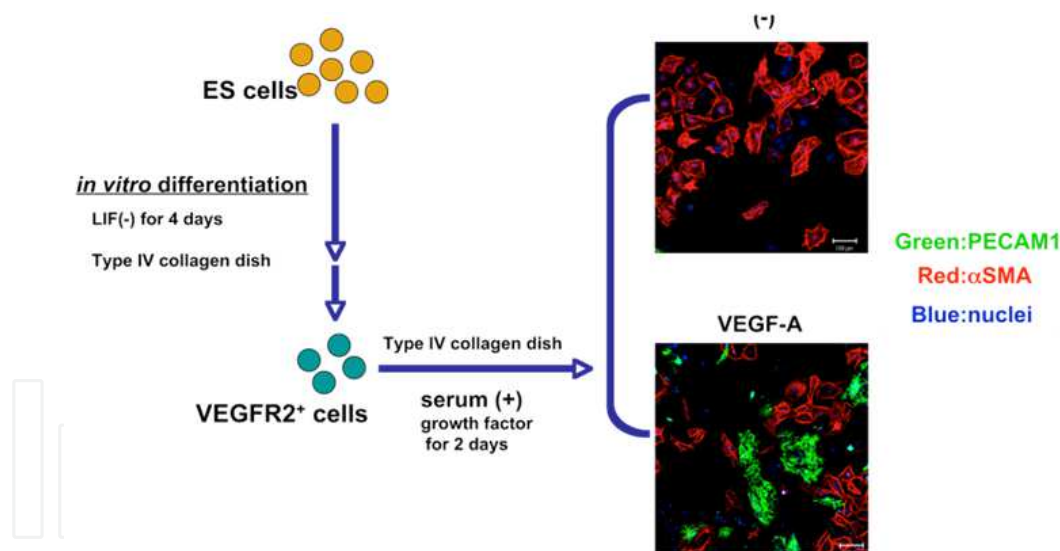 (-)
ES cells
in vitro differentiation
LIF(-) for 4 days
Type IV collagen dish
VEGFR2⁺ cells
Type IV collagen dish
serum (+)
growth factor
for 2 days
VEGF-A
Green:PECAM1
Red:αSMA
Blue:nuclei